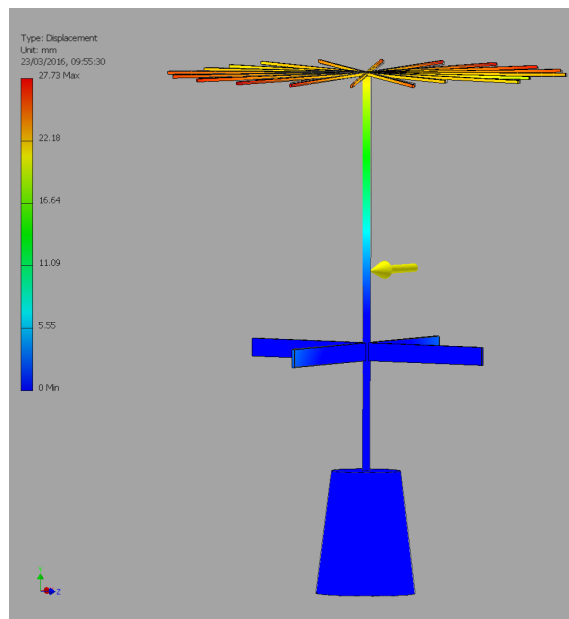 Type: Displacement
Unit: mm
23/03/2016, 09:55:30
27.73 Max
22.18
16.64
11.09
5.55
0 Min
Z